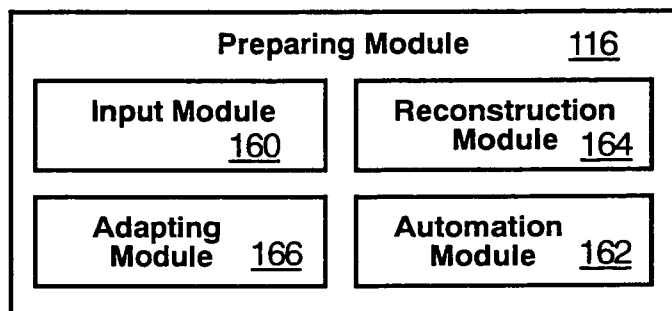 Preparing Module 116
Input Module
160
Reconstruction
Module 164
Adapting
Module 166
Automation
Module 162